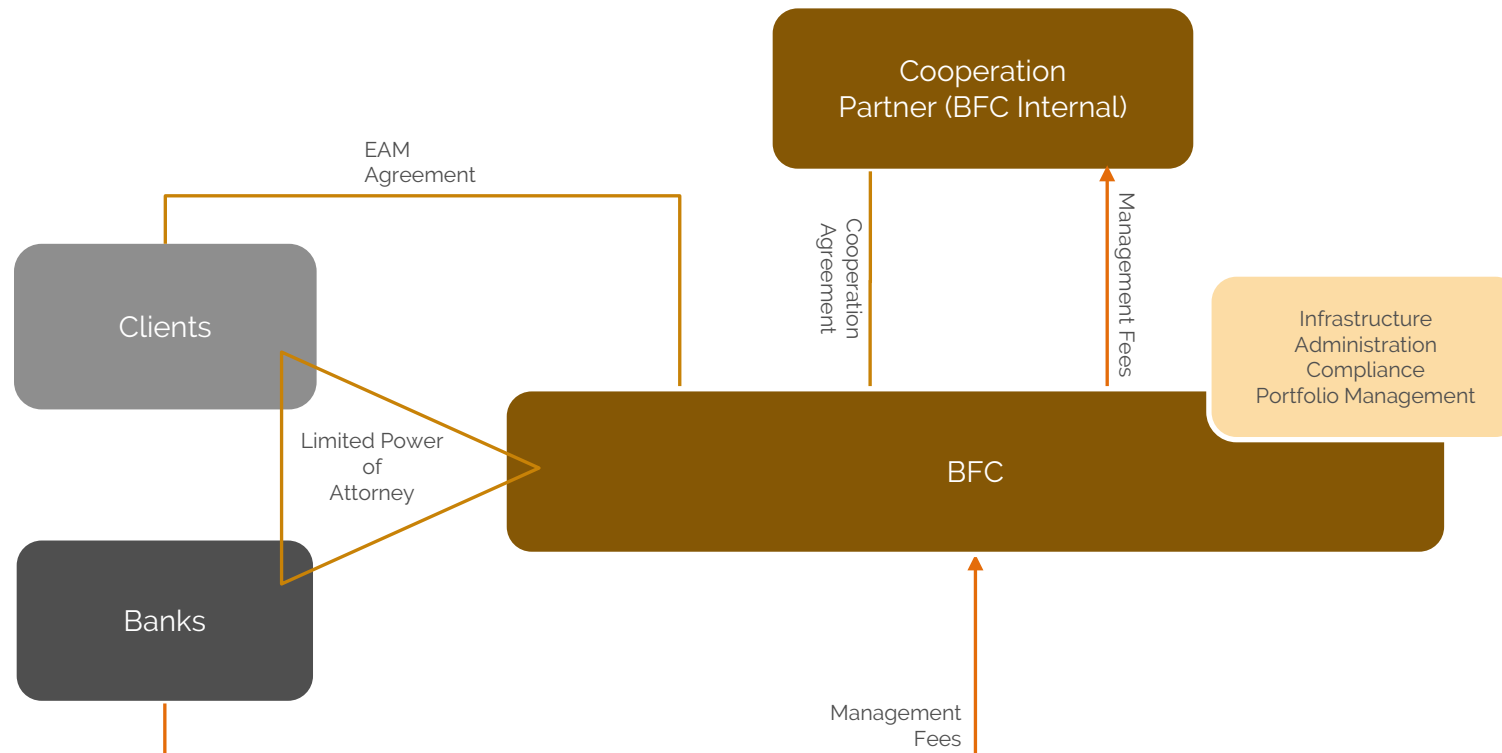 Cooperation
Partner (BFC Internal)
EAM
Agreement
Cooperation
Agreement
Management Fees
Clients
Infrastructure
Administration
Compliance
Portfolio Management
Limited Power
of
Attorney
BFC
Banks
Management
Fees